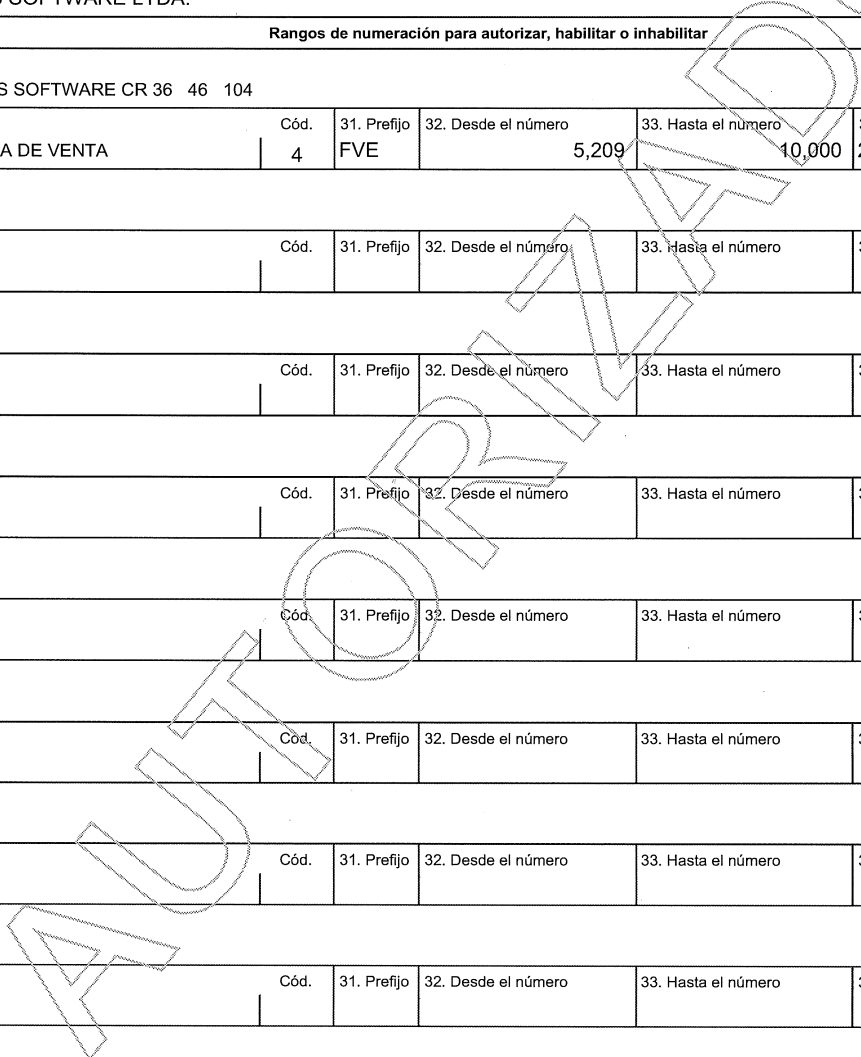 SOFTWARE LTDA.
Rangos de numeración para autorizar, habilitar o inhabilitar
S SOFTWARE CR 36 46 104
Cód. 31. Prefijo 32. Desde el número 33. Hasta el número
A DE VENTA 4 FVE 5,209 10,000
Cód. 31. Prefijo 32. Desde el número 33. Hasta el número
Cód. 31. Prefijo 32. Desde el número 33. Hasta el número
Cód. 31. Prefijo 32. Desde el número 33. Hasta el número
Cód. 31. Prefijo 32. Desde el número 33. Hasta el número
Cód. 31. Prefijo 32. Desde el número 33. Hasta el número
Cód. 31. Prefijo 32. Desde el número 33. Hasta el número
Cód. 31. Prefijo 32. Desde el número 33. Hasta el número
AUTORIZAD